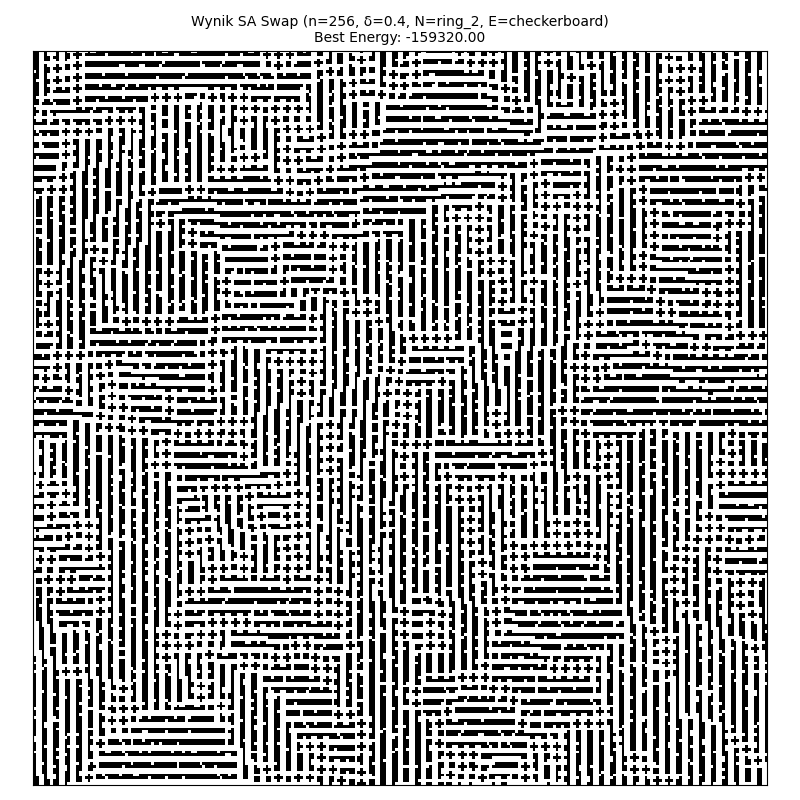 Wynik SA Swap (n=256, δ=0.4, N=ring_2, E=checkerboard)
Best Energy: -159320.00